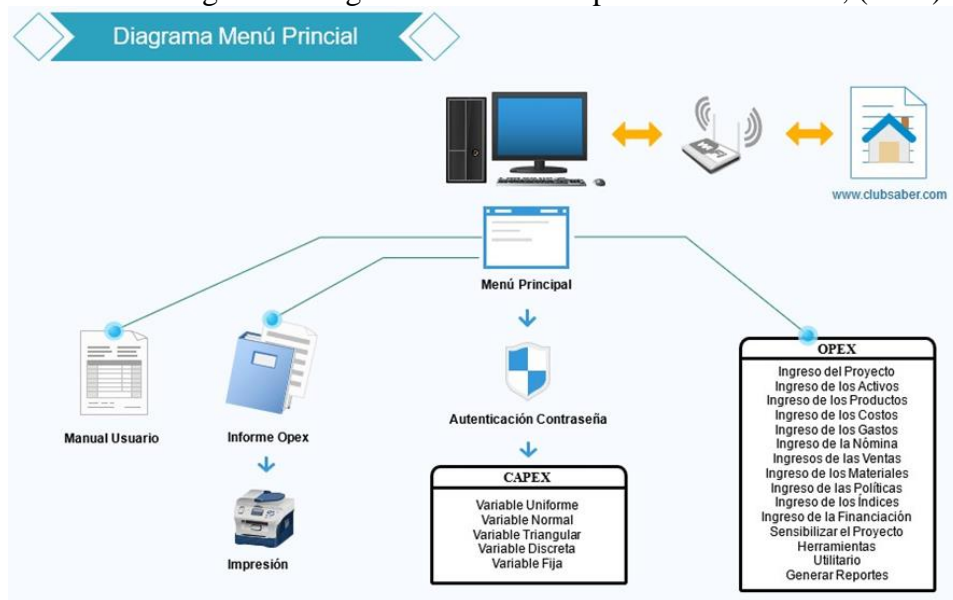 Diagrama Menú Princial
www.clubsaber.com
Menú Principal
Manual Usuario
Informe Opex
Impresión
Autenticación Contraseña
CAPEX
Variable Uniforme
Variable Normal
Variable Triangular
Variable Discreta
Variable Fija
OPEX
Ingreso del Proyecto
Ingreso de los Activos
Ingreso de los Productos
Ingreso de los Costos
Ingreso de los Gastos
Ingreso de la Nómina
Ingresos de las Ventas
Ingreso de los Materiales
Ingreso de las Políticas
Ingreso de los Índices
Ingreso de la Financiación
Sensibilizar el Proyecto
Herramientas
Utilitario
Generar Reportes